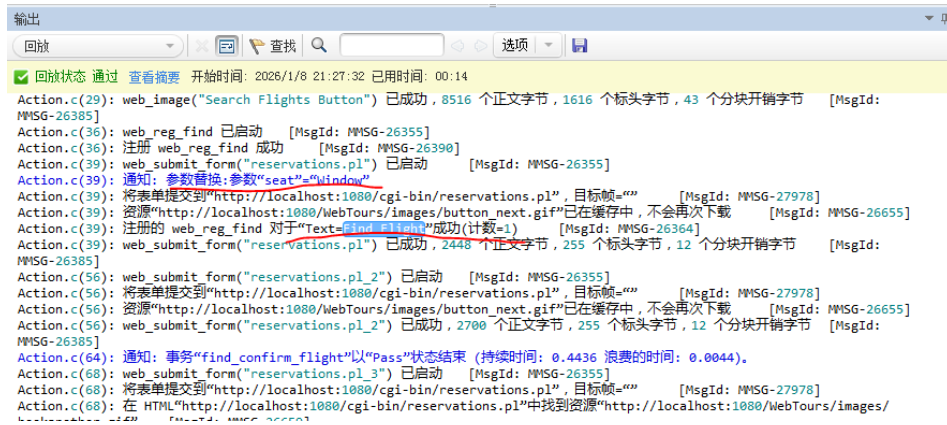 输出
回放 查找 选项
回放状态 通过 查看摘要 开始时间: 2026/1/8 21:27:32 已用时间: 00:14
Action.c(29): web_image("Search Flights Button") 已成功，8516 个正文字节，1616 个标头字节，43 个分块开销字节 [MsgId:
MMSG-26385]
Action.c(36): web_reg_find 已启动 [MsgId: MMSG-26355]
Action.c(36): 注册 web_reg_find 成功 [MsgId: MMSG-26390]
Action.c(39): web_submit_form("reservations.pl") 已启动 [MsgId: MMSG-26355]
Action.c(39): 通知: 参数替换:参数“seat”=“Window”
Action.c(39): 将表单提交到“http://localhost:1080/cgi-bin/reservations.pl”，目标帧=“” [MsgId: MMSG-27978]
Action.c(39): 资源“http://localhost:1080/WebTours/images/button_next.gif”已在缓存中，不会再次下载 [MsgId: MMSG-26655]
Action.c(39): 注册的 web_reg_find 对于“Text=Find Flight”成功(计数=1) [MsgId: MMSG-26364]
Action.c(39): web_submit_form("reservations.pl") 已成功，2448 个正文字节，255 个标头字节，12 个分块开销字节 [MsgId:
MMSG-26385]
Action.c(56): web_submit_form("reservations.pl_2") 已启动 [MsgId: MMSG-26355]
Action.c(56): 将表单提交到“http://localhost:1080/cgi-bin/reservations.pl”，目标帧=“” [MsgId: MMSG-27978]
Action.c(56): 资源“http://localhost:1080/WebTours/images/button_next.gif”已在缓存中，不会再次下载 [MsgId: MMSG-26655]
Action.c(56): web_submit_form("reservations.pl_2") 已成功，2700 个正文字节，255 个标头字节，12 个分块开销字节 [MsgId:
MMSG-26385]
Action.c(64): 通知: 事务“find_confirm_flight”以“Pass”状态结束 (持续时间: 0.4436 浪费的时间: 0.0044)。
Action.c(68): web_submit_form("reservations.pl_3") 已启动 [MsgId: MMSG-26355]
Action.c(68): 将表单提交到“http://localhost:1080/cgi-bin/reservations.pl”，目标帧=“” [MsgId: MMSG-27978]
Action.c(68): 在 HTML“http://localhost:1080/cgi-bin/reservations.pl”中找到资源“http://localhost:1080/WebTours/images/